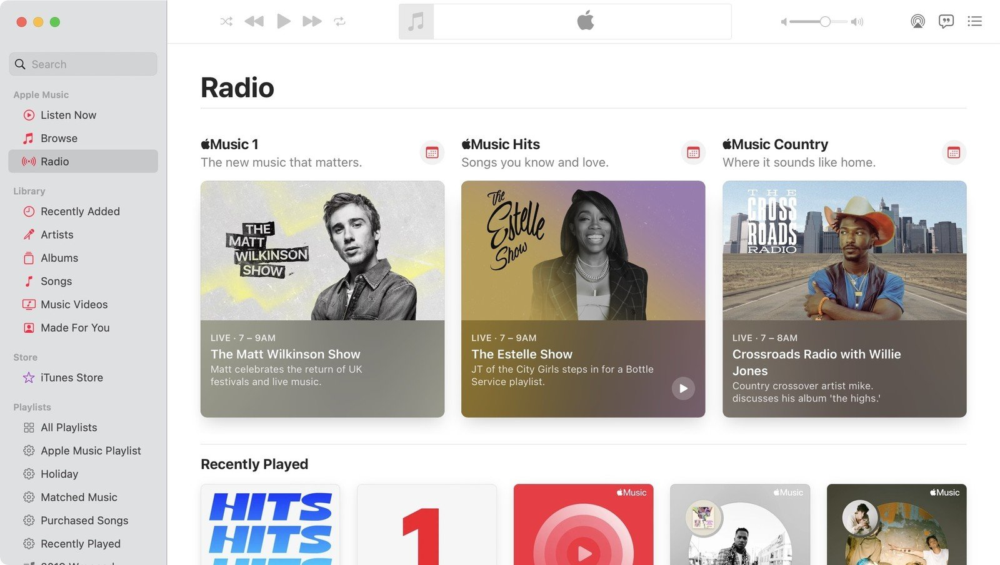 Search
Apple Music
Listen Now
Browse
Radio
Library
Recently Added
Artists
Albums
Songs
Music Videos
Made For You
Store
iTunes Store
Playlists
All Playlists
Apple Music Playlist
Holiday
Matched Music
Purchased Songs
Recently Played
Radio
Music 1
The new music that matters.
THE
MATT
WILKINSON
SHOW
LIVE · 7 – 9AM
The Matt Wilkinson Show
Matt celebrates the return of UK
festivals and live music.
Music Hits
Songs you know and love.
The
Estelle
Show
LIVE · 7 – 9AM
The Estelle Show
JT of the City Girls steps in for a Bottle
Service playlist.
Music Country
Where it sounds like home.
THE
CROSS
ROADS
RADIO
LIVE · 7 – 8AM
Crossroads Radio with Willie
Jones
Country crossover artist mike.
discusses his album 'the highs.'
Recently Played
HITS
HITS
HITS
1
Music
Music
Music